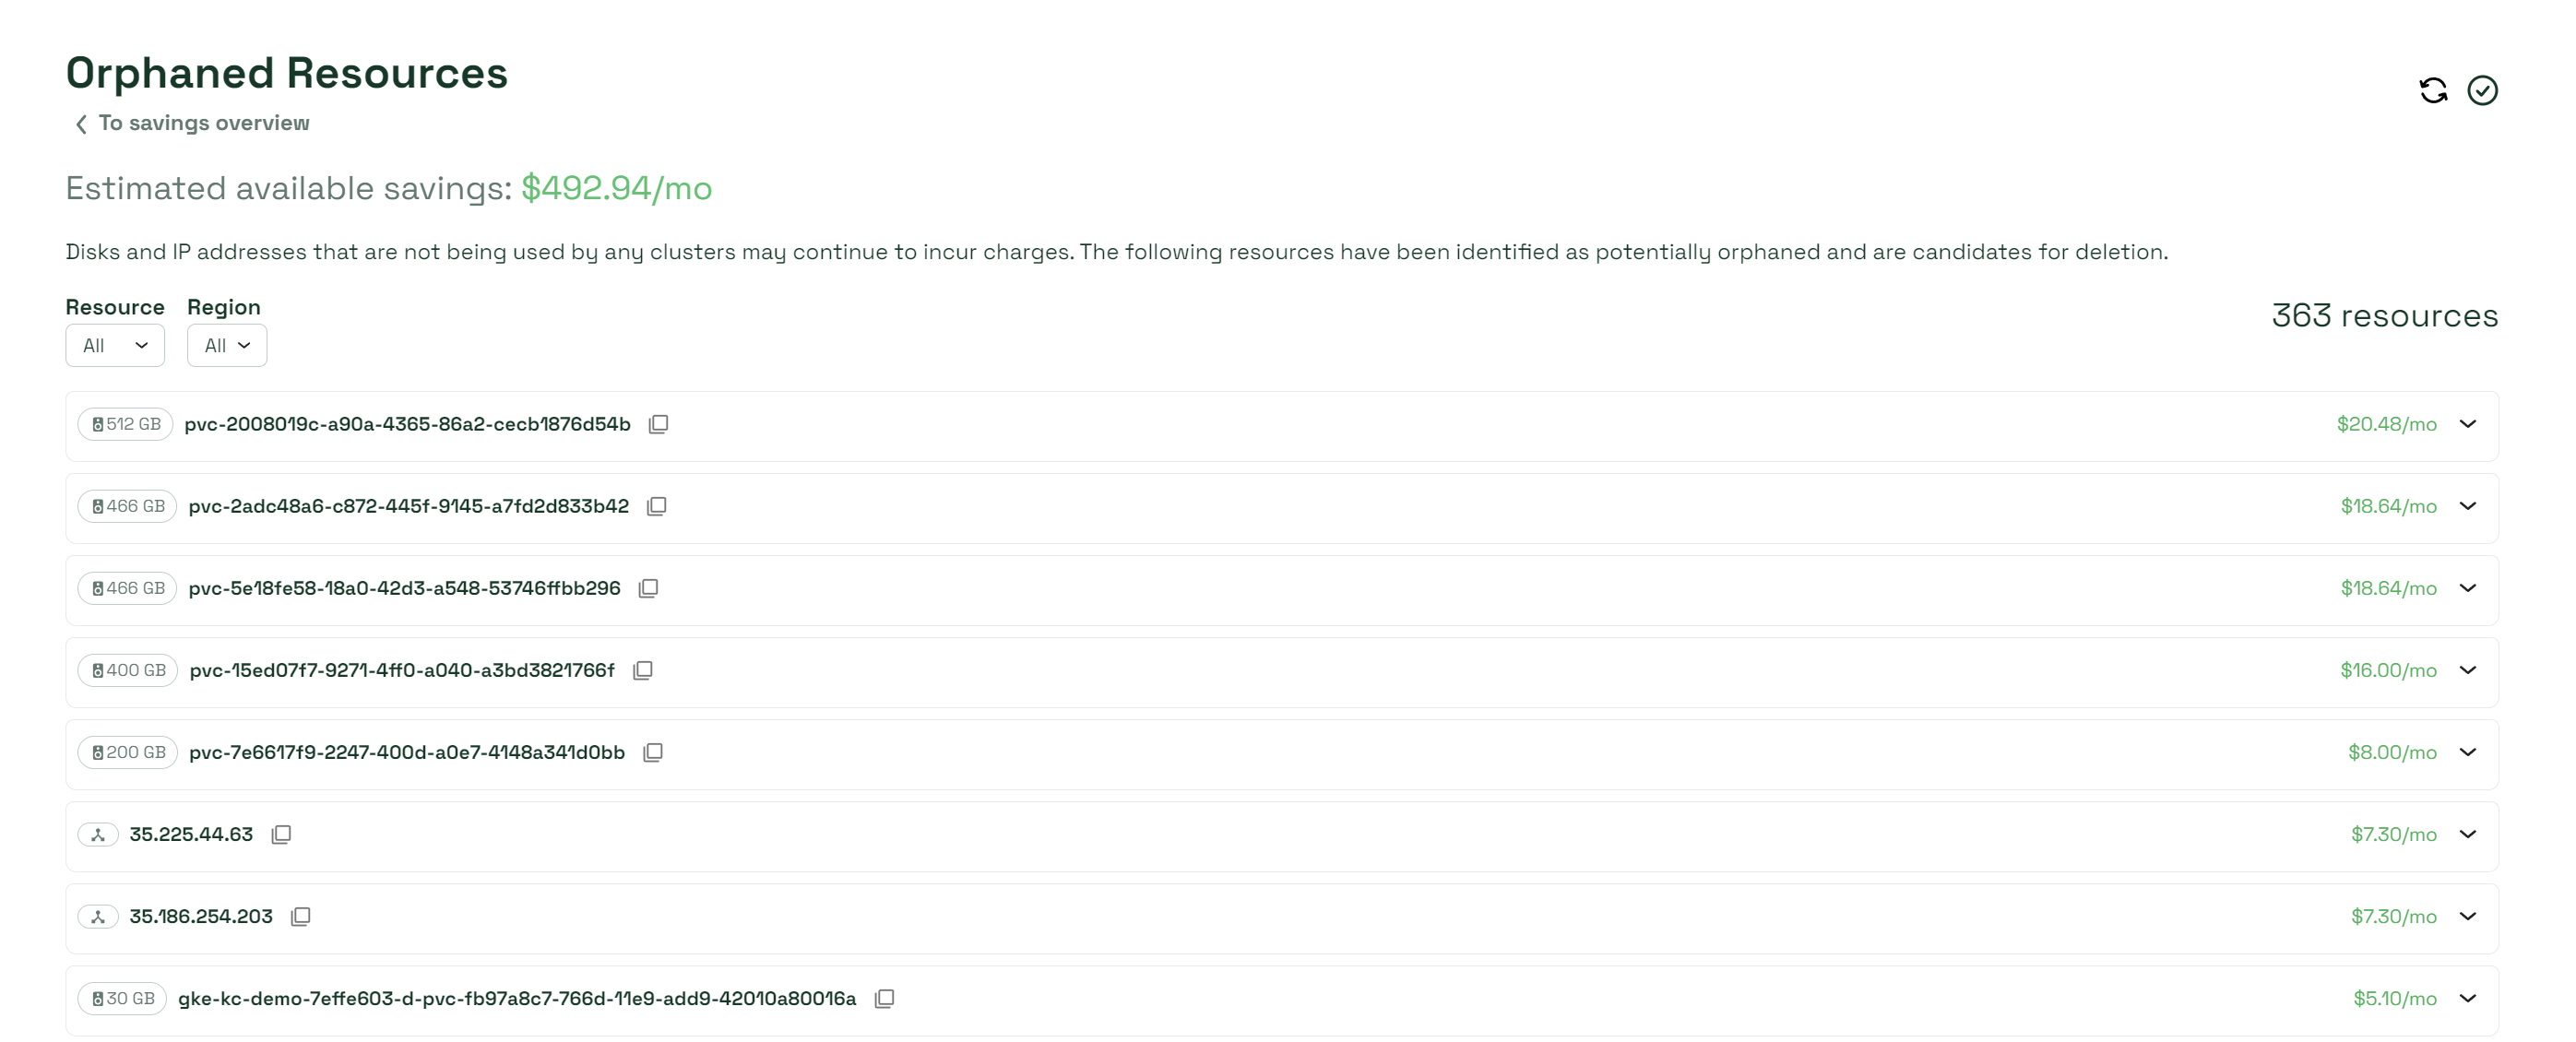 Orphaned Resources
To savings overview
Estimated available savings: $492.94/mo
Disks and IP addresses that are not being used by any clusters may continue to incur charges. The following resources have been identified as potentially orphaned and are candidates for deletion.
Resource Region
All All
363 resources
512 GB pvc-2008019c-a90a-4365-86a2-cecb1876d54b $20.48/mo
466 GB pvc-2adc48a6-c872-445f-9145-a7fd2d833b42 $18.64/mo
466 GB pvc-5e18fe58-18a0-42d3-a548-53746ffbb296 $18.64/mo
400 GB pvc-15ed07f7-9271-4ff0-a040-a3bd3821766f $16.00/mo
200 GB pvc-7e6617f9-2247-400d-a0e7-4148a341d0bb $8.00/mo
35.225.44.63 $7.30/mo
35.186.254.203 $7.30/mo
30 GB gke-kc-demo-7effe603-d-pvc-fb97a8c7-766d-11e9-add9-42010a80016a $5.10/mo